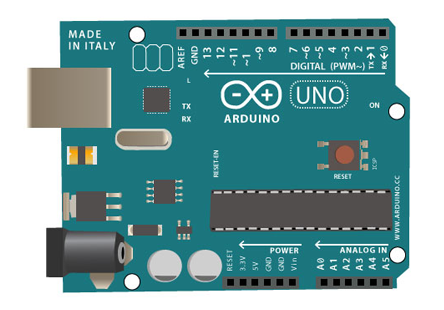 MADE
IN ITALY
AREF
GND
13
12
~11
~1
~9
8
7
~6
~5
4
~3
2
TX▸1
RX◂0
DIGITAL (PWM~)
L
TX
RX
UNO
ARDUINO
ON
RESET-EN
RESET
ICSP
WWW.ARDUINO.CC
POWER
ANALOG IN
RESET
3.3V
5V
GND
GND
Vin
A0
A1
A2
A3
A4
A5